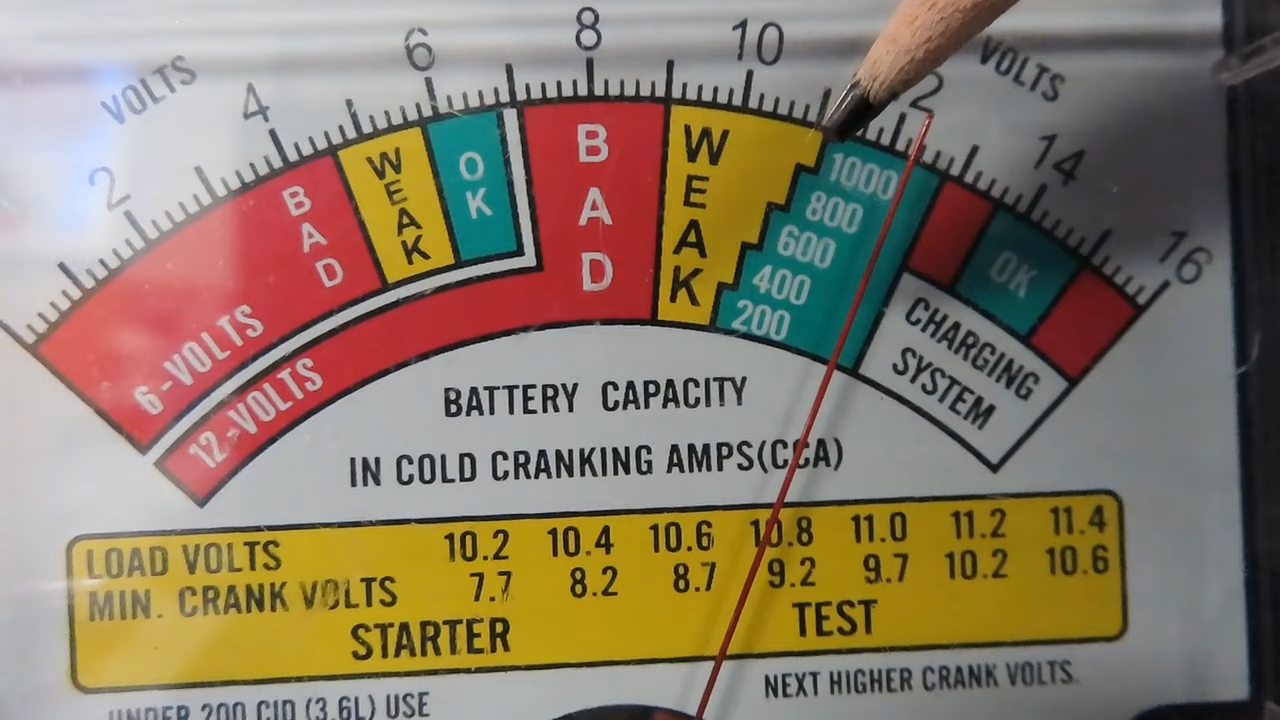 VOLTS
2
4
6
8
10
2
14
16
VOLTS
BAD
WEAK
OK
BAD
WEAK
1000
800
600
400
200
OK
6-VOLTS
12-VOLTS
CHARGING
SYSTEM
BATTERY CAPACITY
IN COLD CRANKING AMPS(CCA)
LOAD VOLTS 10.2 10.4 10.6 10.8 11.0 11.2 11.4
MIN. CRANK VOLTS 7.7 8.2 8.7 9.2 9.7 10.2 10.6
STARTER TEST
UNDER 200 CID (3.6L) USE
NEXT HIGHER CRANK VOLTS.